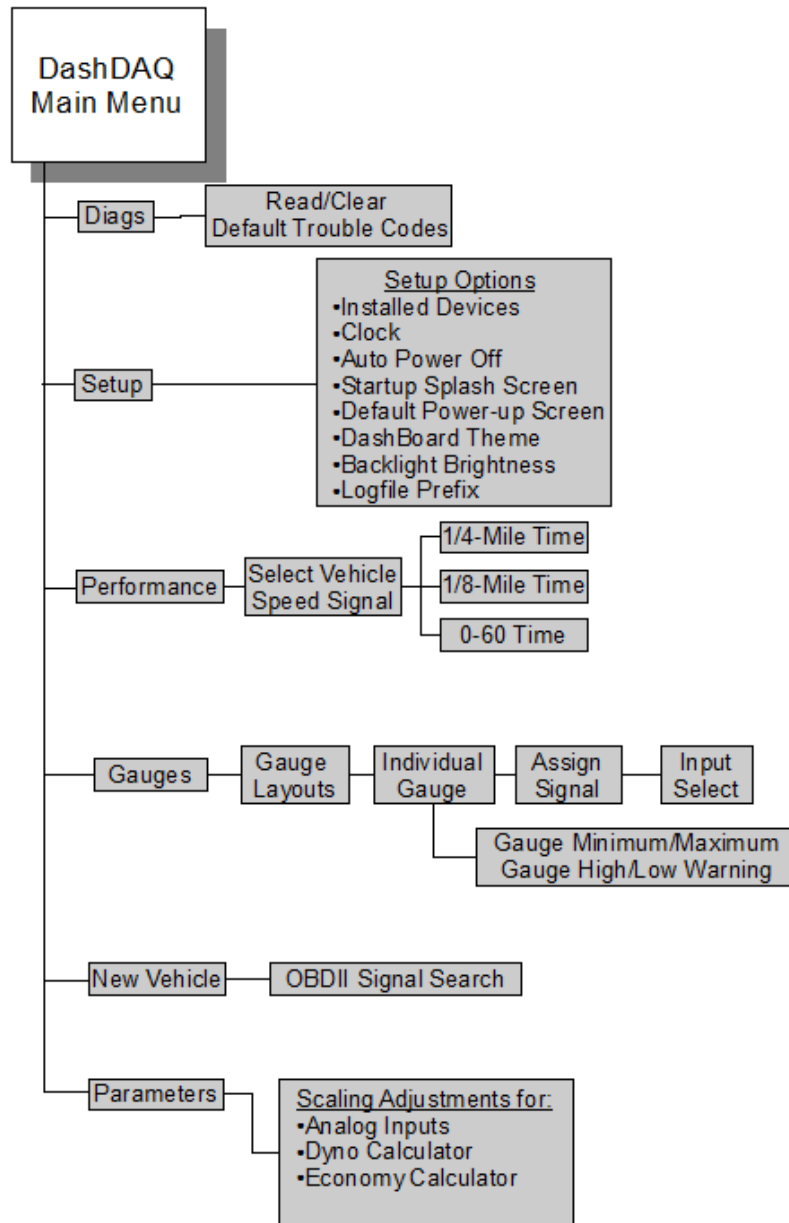 DashDAQ
Main Menu
Diags
Read/Clear
Default Trouble Codes
Setup
Setup Options
•Installed Devices
•Clock
•Auto Power Off
•Startup Splash Screen
•Default Power-up Screen
•DashBoard Theme
•Backlight Brightness
•Logfile Prefix
Performance
Select Vehicle
Speed Signal
1/4-Mile Time
1/8-Mile Time
0-60 Time
Gauges
Gauge
Layouts
Individual
Gauge
Assign
Signal
Input
Select
Gauge Minimum/Maximum
Gauge High/Low Warning
New Vehicle
OBDII Signal Search
Parameters
Scaling Adjustments for:
•Analog Inputs
•Dyno Calculator
•Economy Calculator